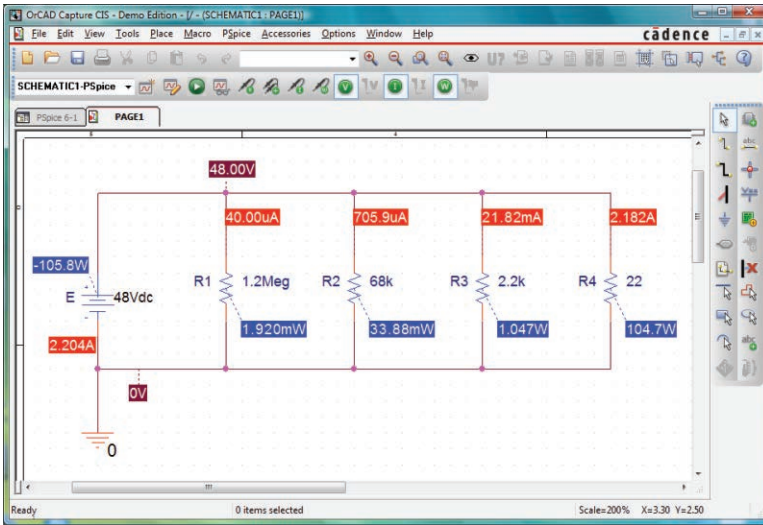 OrCAD Capture CIS - Demo Edition - [/ - (SCHEMATIC1 : PAGE1)]
File Edit View Tools Place Macro PSpice Accessories Options Window Help
cādence
U?
SCHEMATIC1-PSpice
V V I I W W
PSpice 6-1 PAGE1
48.00V
40.00uA 705.9uA 21.82mA 2.182A
-105.8W
R1 1.2Meg R2 68k R3 2.2k R4 22
E 48Vdc
1.920mW 33.88mW 1.047W 104.7W
2.204A
0V
0
abc
abc
Ready 0 items selected Scale=200% X=3.30 Y=2.50